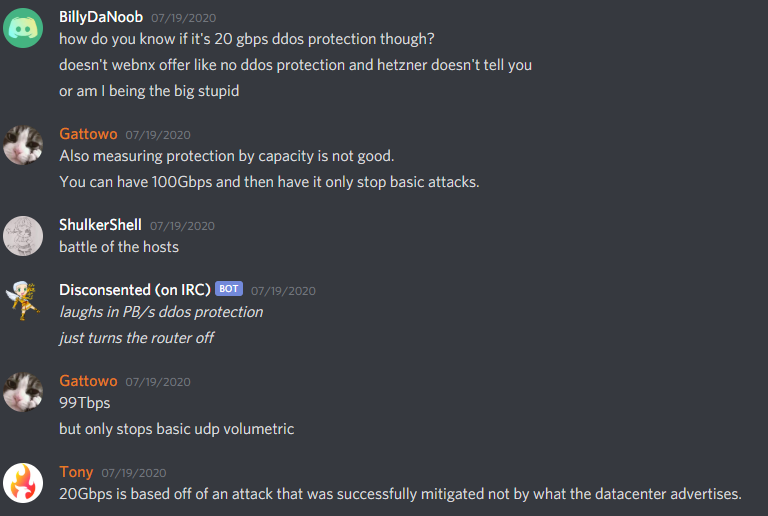 BillyDaNoob 07/19/2020
how do you know if it's 20 gbps ddos protection though?
doesn't webnx offer like no ddos protection and hetzner doesn't tell you
or am I being the big stupid
Gattowo 07/19/2020
Also measuring protection by capacity is not good.
You can have 100Gbps and then have it only stop basic attacks.
ShulkerShell 07/19/2020
battle of the hosts
Disconsented (on IRC) BOT 07/19/2020
laughs in PB/s ddos protection
just turns the router off
Gattowo 07/19/2020
99Tbps
but only stops basic udp volumetric
Tony 07/19/2020
20Gbps is based off of an attack that was successfully mitigated not by what the datacenter advertises.